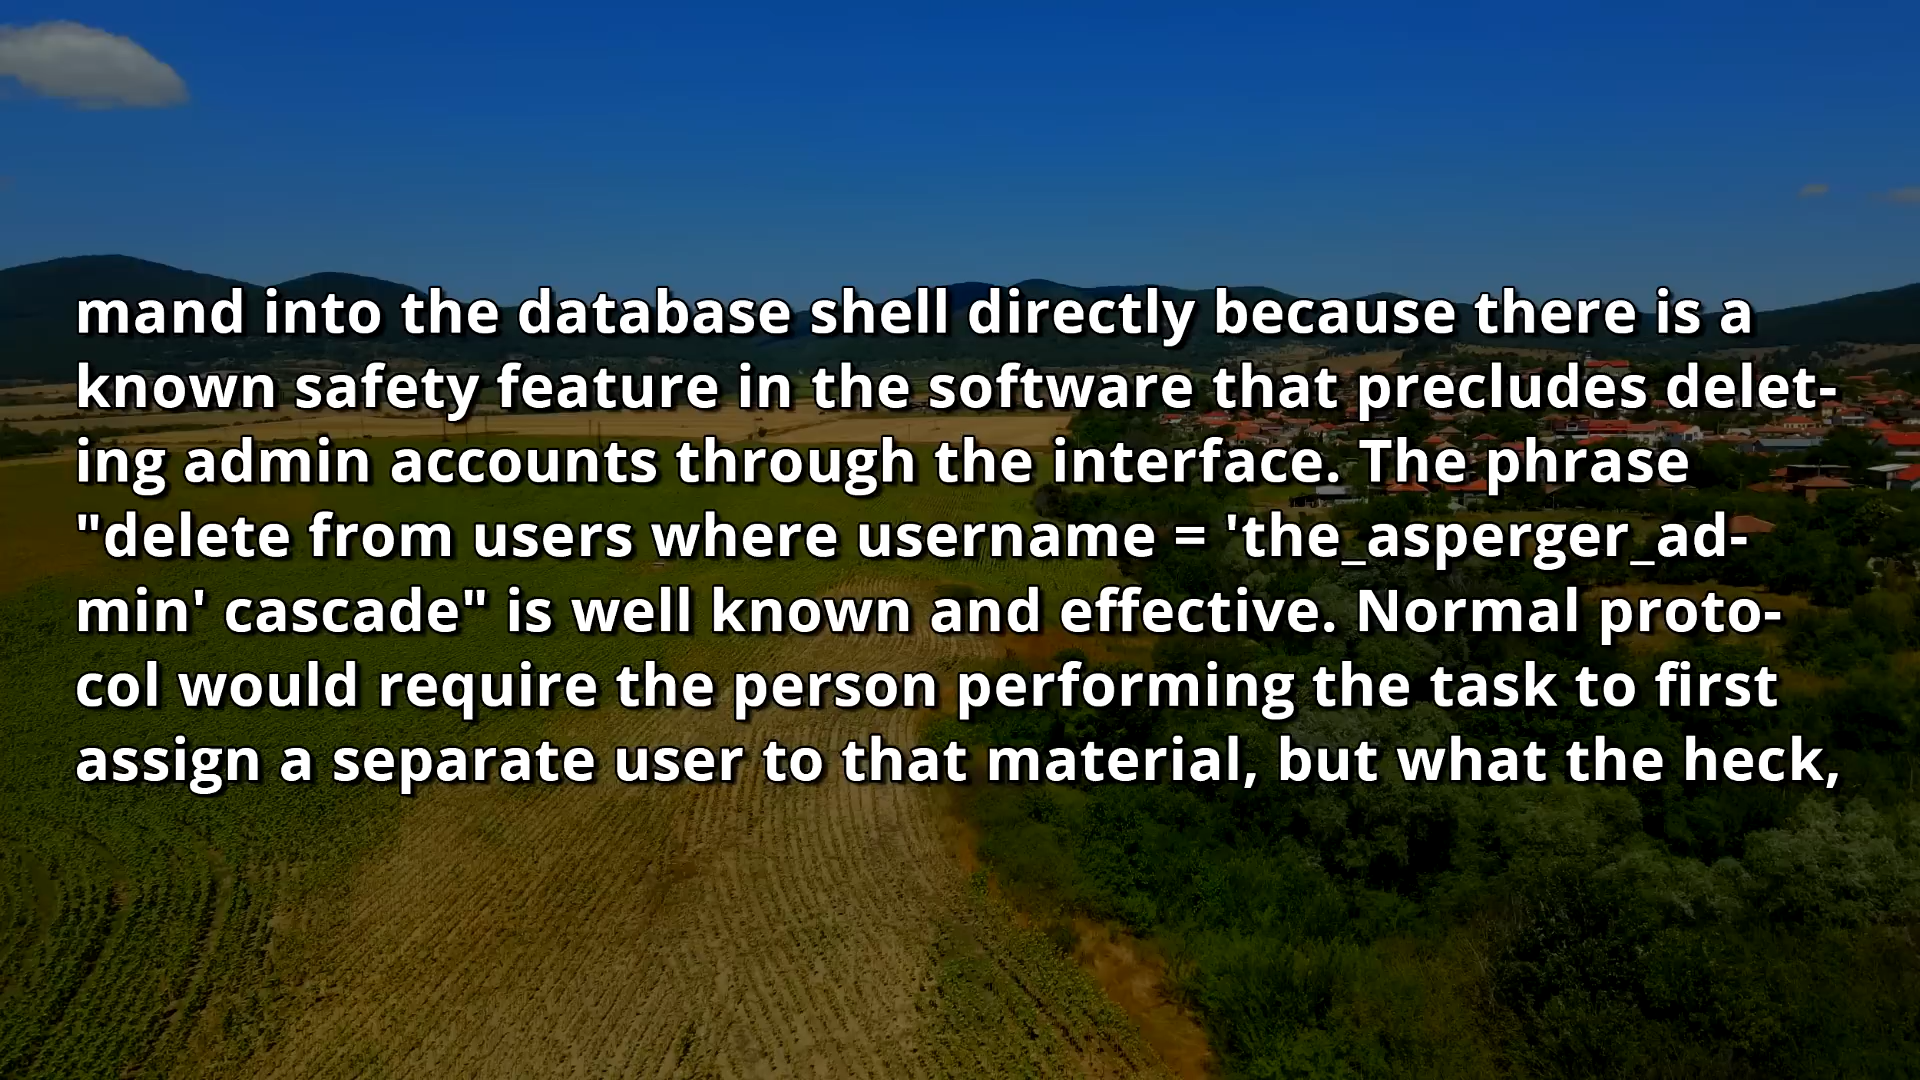 mand into the database shell directly because there is a
known safety feature in the software that precludes delet-
ing admin accounts through the interface. The phrase
"delete from users where username = 'the_asperger_ad-
min' cascade" is well known and effective. Normal proto-
col would require the person performing the task to first
assign a separate user to that material, but what the heck,